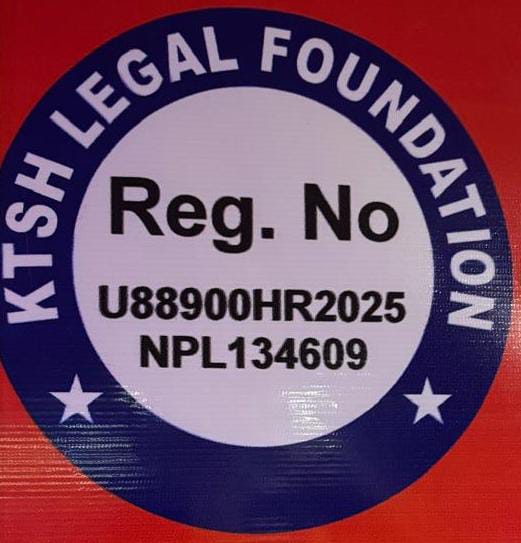 KTSH LEGAL FOUNDATION
Reg. No
U88900HR2025
NPL134609